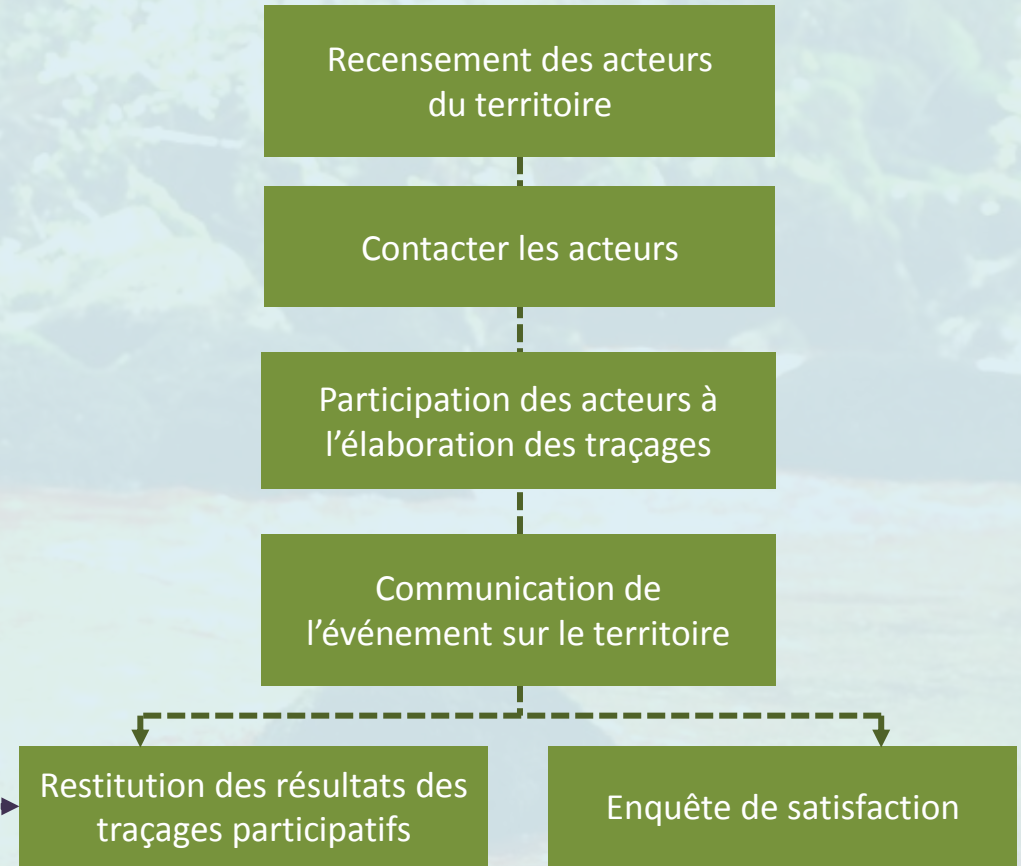 Recensement des acteurs
du territoire
Contacter les acteurs
Participation des acteurs à
l’élaboration des traçages
Communication de
l’événement sur le territoire
Restitution des résultats des
traçages participatifs
Enquête de satisfaction